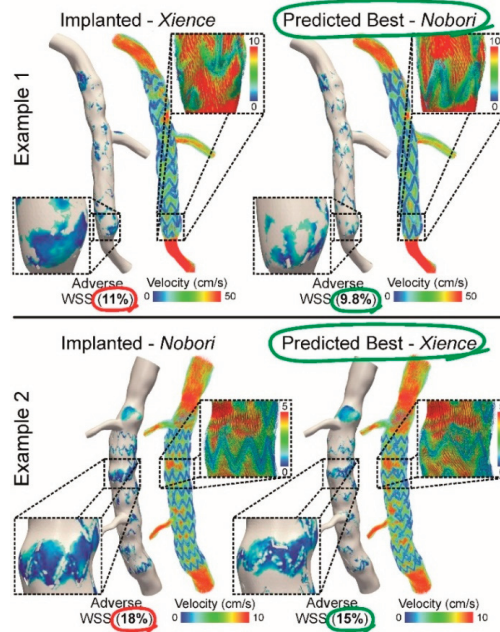 Implanted - Xience
Predicted Best - Nobori
Example 1
10
0
10
0
Adverse
WSS (11%)
Velocity (cm/s)
0 50
Adverse
WSS (9.8%)
Velocity (cm/s)
0 50
Implanted - Nobori
Predicted Best - Xience
Example 2
5
0
Adverse
WSS (18%)
Velocity (cm/s)
0 10
Adverse
WSS (15%)
Velocity (cm/s)
0 10